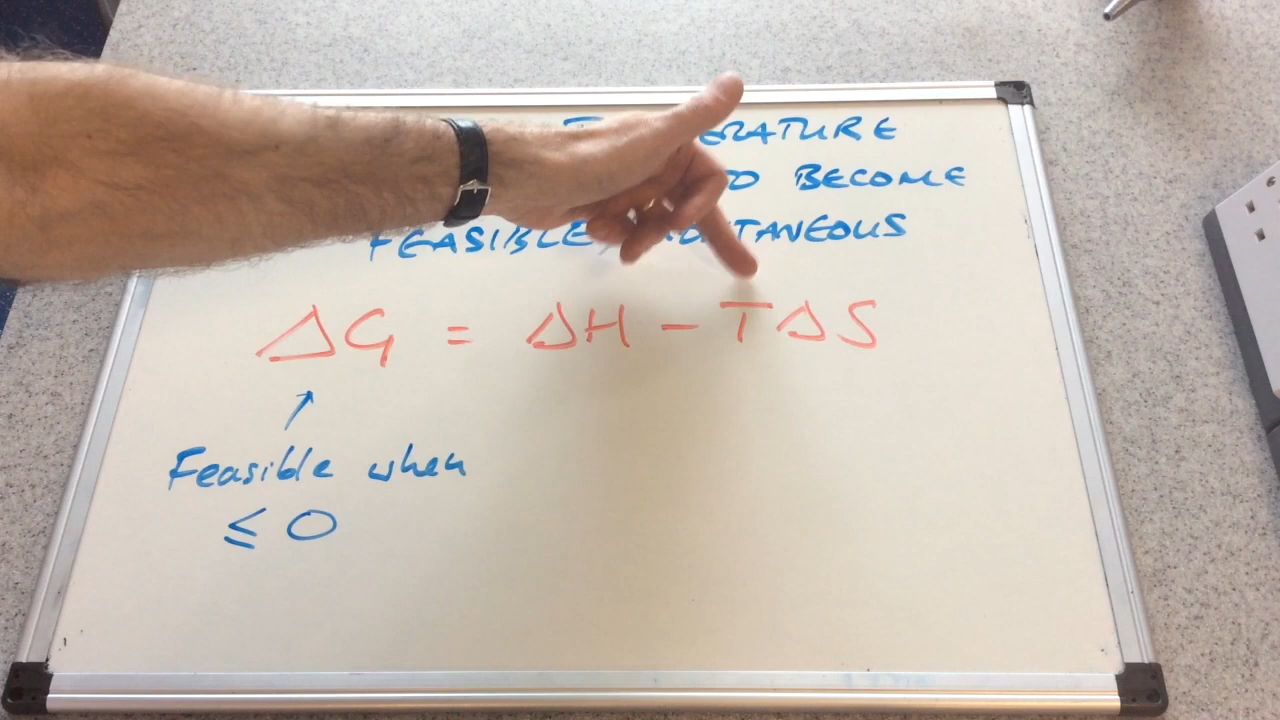 BECOME
FEASIBLE
ΔG = ΔH - TΔS
Feasible when
≤ 0